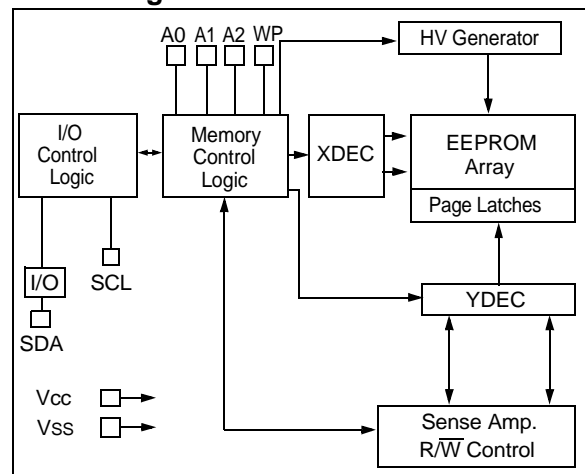 A0 A1 A2 WP
HV Generator
I/O
Control
Logic
Memory
Control
Logic
XDEC
EEPROM
Array
Page Latches
I/O
SCL
SDA
YDEC
Vcc
Vss
Sense Amp.
R/W̅ Control